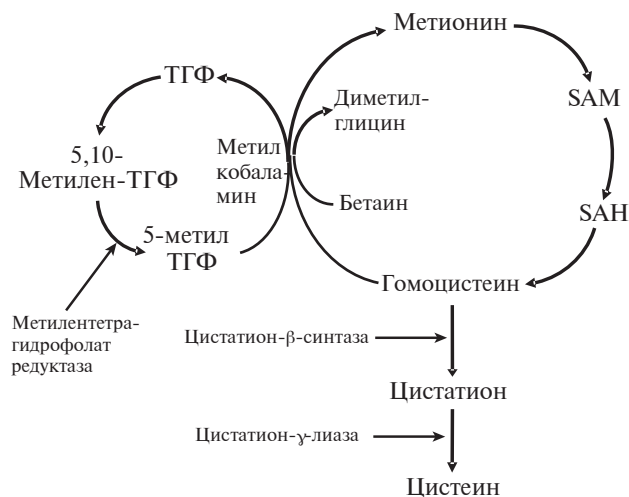 Метионин
ТГФ
Диметил-
глицин
SAM
5,10-
Метилен-ТГФ
Метил
кобала-
мин
Бетаин
SAH
5-метил
ТГФ
Гомоцистеин
Метилентетра-
гидрофолат
редуктаза
Цистатион-β-синтаза
Цистатион
Цистатион-γ-лиаза
Цистеин